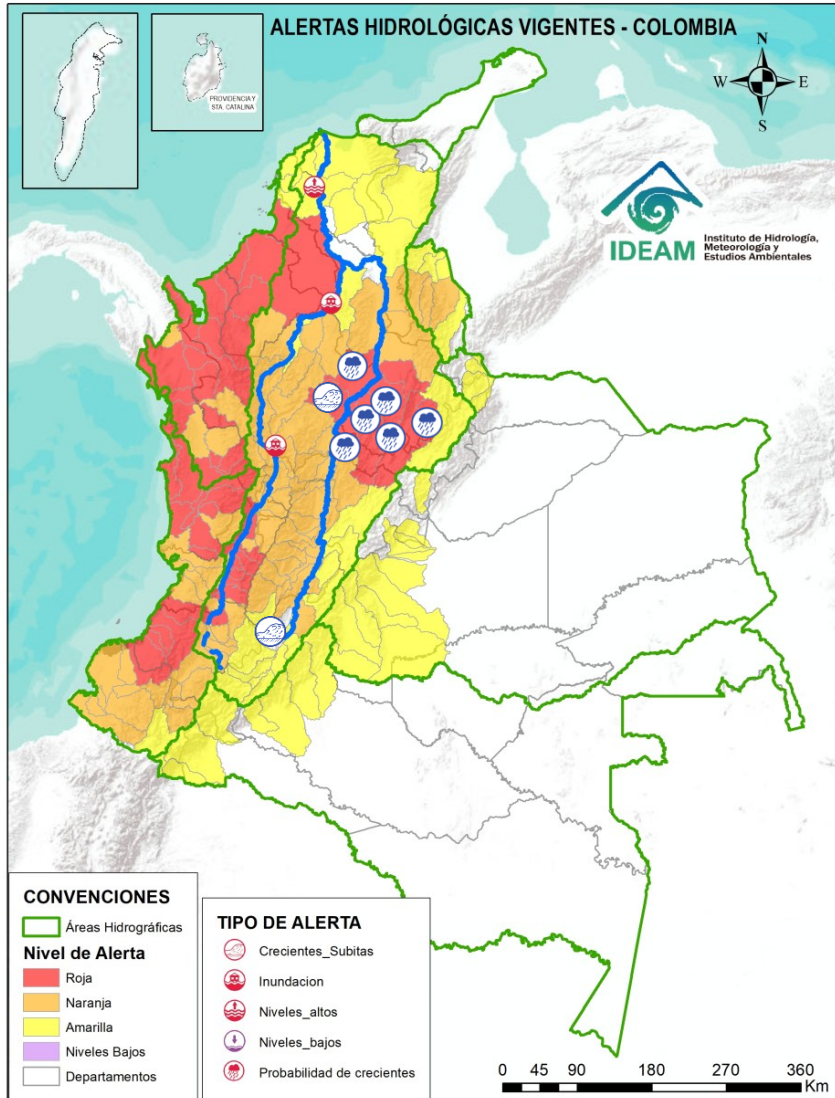 ALERTAS HIDROLÓGICAS VIGENTES - COLOMBIA
PROVIDENCIA Y
STA. CATALINA
N
W
E
S
IDEAM
Instituto de Hidrología,
Meteorología y
Estudios Ambientales
CONVENCIONES
Áreas Hidrográficas
Nivel de Alerta
Roja
Naranja
Amarilla
Niveles Bajos
Departamentos
TIPO DE ALERTA
Crecientes_Subitas
Inundacion
Niveles_altos
Niveles_bajos
Probabilidad de crecientes
0 45 90 180 270 360
Km